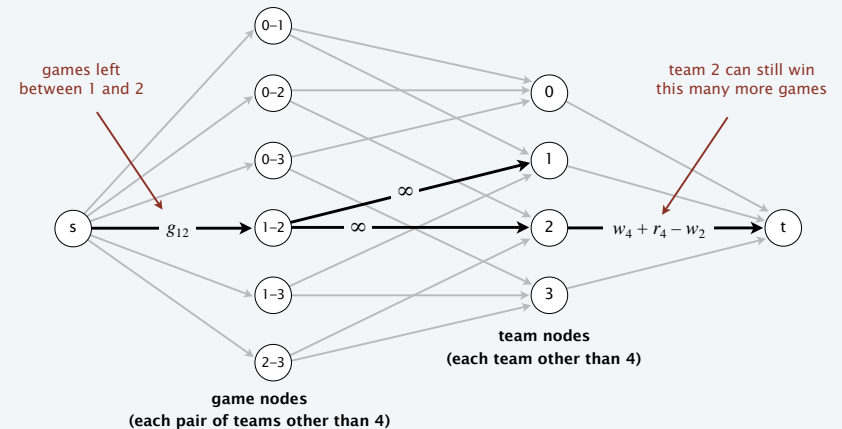 0–1
games left
between 1 and 2
team 2 can still win
this many more games
0–2
0
0–3
1
∞
s
g12
1–2
∞
2
w4 + r4 − w2
t
1–3
3
team nodes
(each team other than 4)
2–3
game nodes
(each pair of teams other than 4)